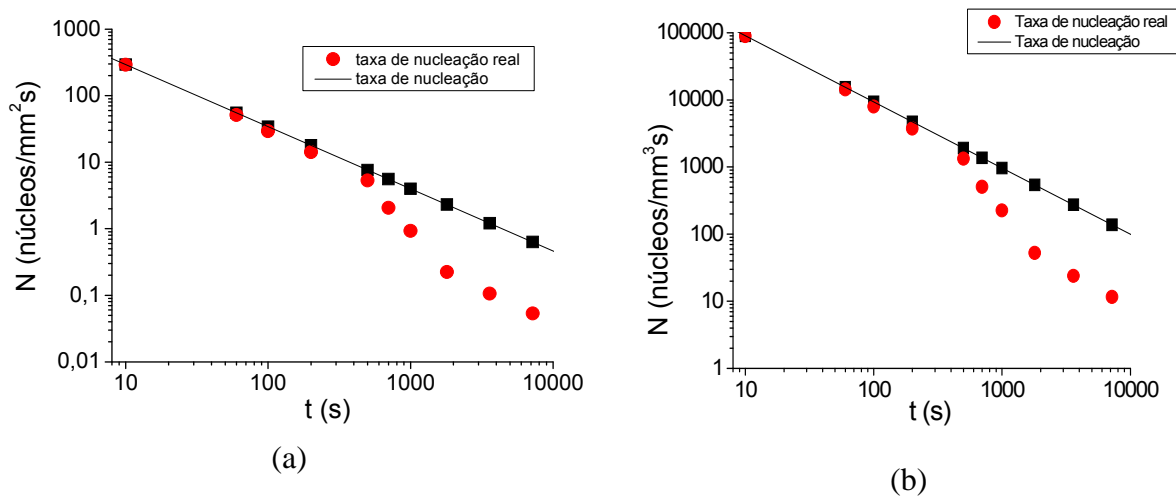 1000
100
10
1
0,1
0,01
N (núcleos/mm²s)
taxa de nucleação real
taxa de nucleação
10
100
1000
10000
t (s)
(a)
100000
10000
1000
100
10
1
N (núcleos/mm³s)
Taxa de nucleação real
Taxa de nucleação
10
100
1000
10000
t (s)
(b)